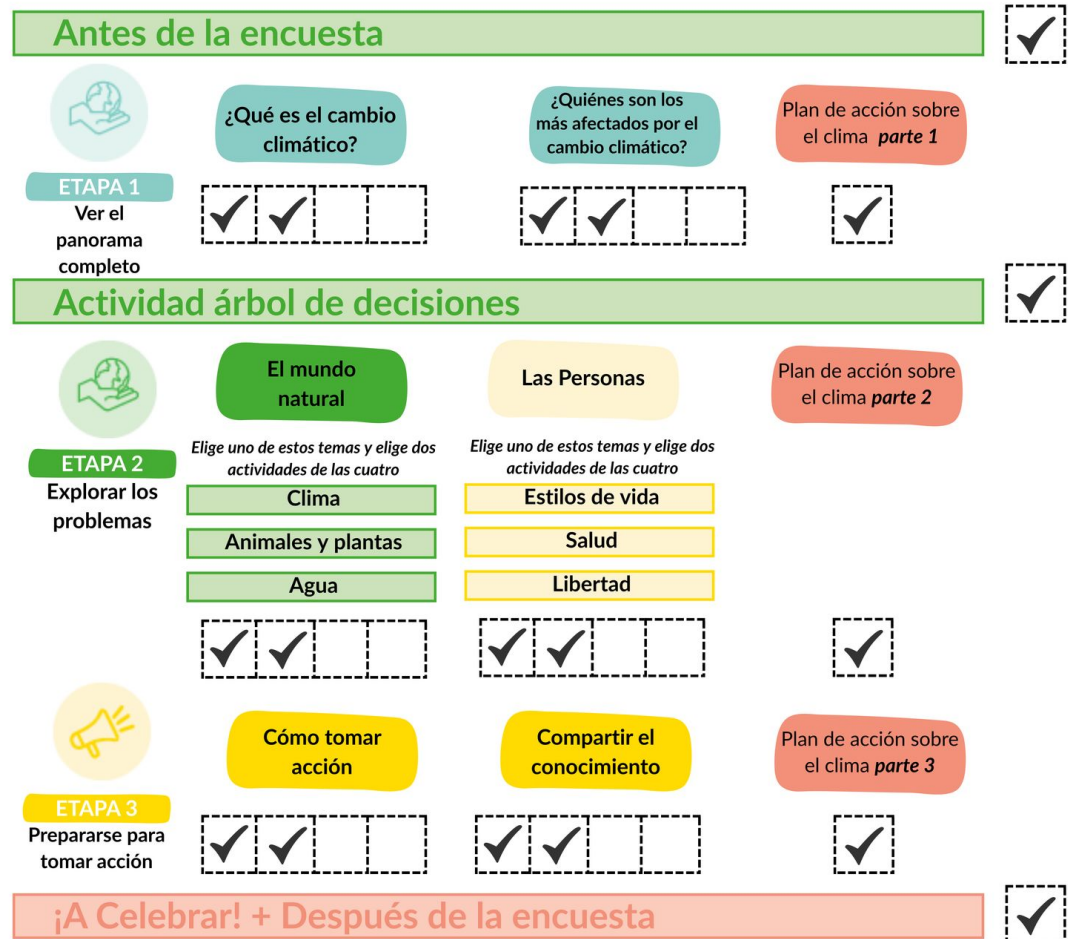 Antes de la encuesta
¿Qué es el cambio
climático?
¿Quiénes son los
más afectados por el
cambio climático?
Plan de acción sobre
el clima parte 1
ETAPA 1
Ver el
panorama
completo
Actividad árbol de decisiones
El mundo
natural
Las Personas
Plan de acción sobre
el clima parte 2
ETAPA 2
Explorar los
problemas
Elige uno de estos temas y elige dos
actividades de las cuatro
Clima
Animales y plantas
Agua
Elige uno de estos temas y elige dos
actividades de las cuatro
Estilos de vida
Salud
Libertad
Cómo tomar
acción
Compartir el
conocimiento
Plan de acción sobre
el clima parte 3
ETAPA 3
Prepararse para
tomar acción
¡A Celebrar! + Después de la encuesta